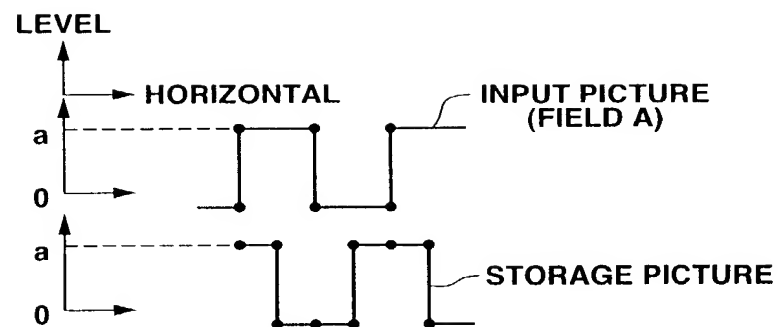 LEVEL
HORIZONTAL
INPUT PICTURE
(FIELD A)
a
0
a
STORAGE PICTURE
0